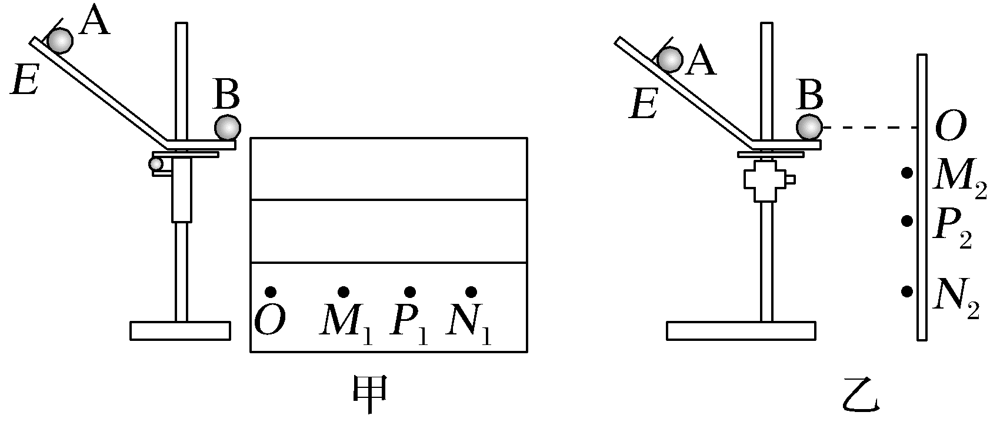 A
E
B
O M₁ P₁ N₁
甲
A
E
B
O
M₂
P₂
N₂
乙